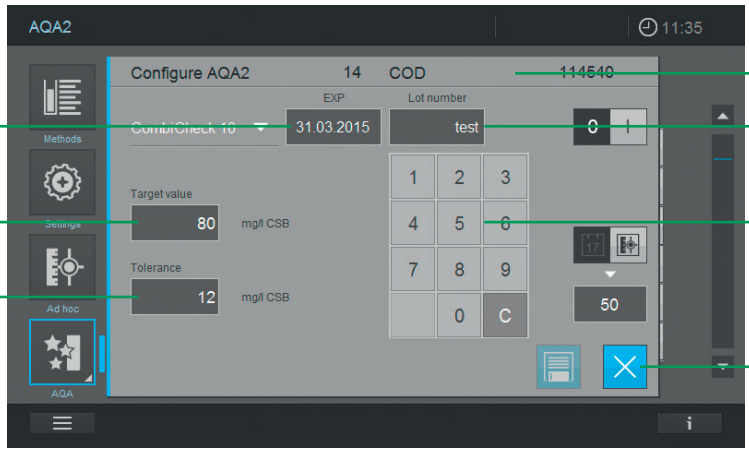 AQA2 11:35
Configure AQA2 14 COD 114540
EXP Lot number
CombiCheck 10 31.03.2015 test 0 I
Methods
1 2 3
Target value
80 mg/l CSB 4 5 6
Settings
17
Tolerance 7 8 9
12 mg/l CSB 50
Ad hoc
0 C
AQA
i